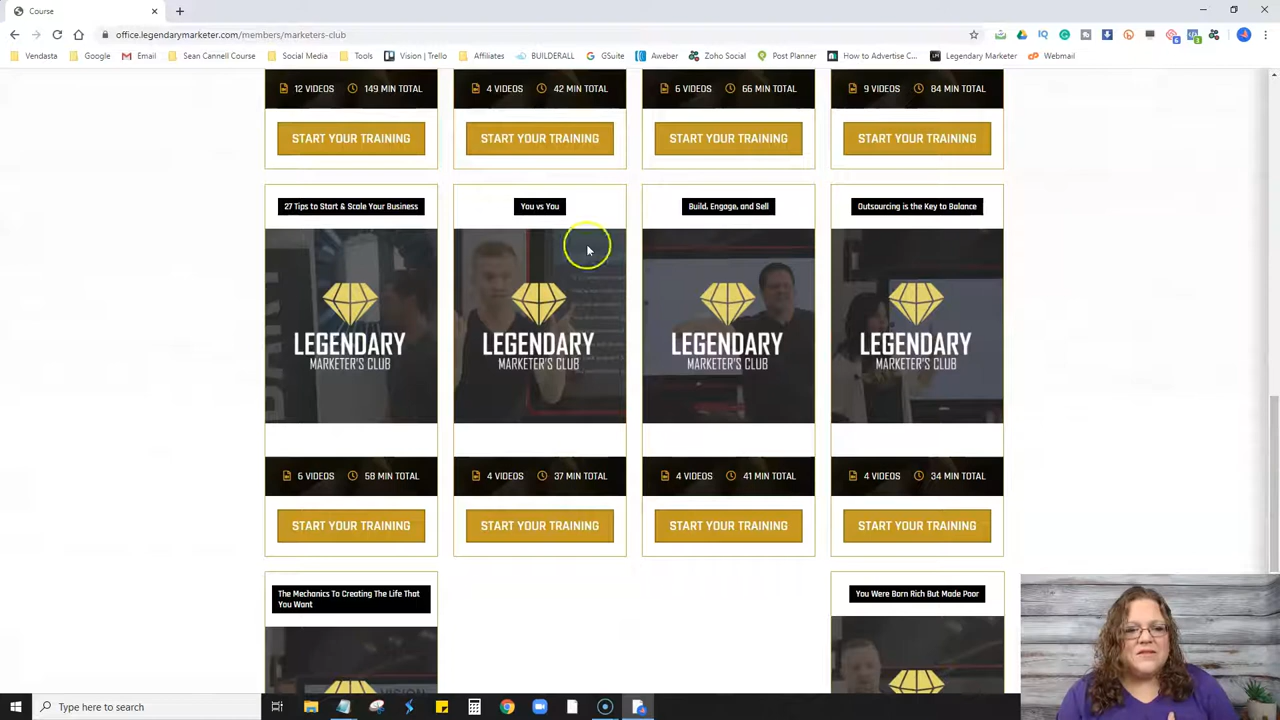 Course
office.legendarymarketer.com/members/marketers-club
Vendasta
Google
Email
Sean Cannell Course
Social Media
Tools
Vision | Trello
Affiliates
BUILDERALL
GSuite
Aweber
Zoho Social
Post Planner
How to Advertise C...
Legendary Marketer
Webmail
12 VIDEOS 149 MIN TOTAL
4 VIDEOS 42 MIN TOTAL
6 VIDEOS 66 MIN TOTAL
9 VIDEOS 84 MIN TOTAL
START YOUR TRAINING
START YOUR TRAINING
START YOUR TRAINING
START YOUR TRAINING
27 Tips to Start & Scale Your Business
You vs You
Build, Engage, and Sell
Outsourcing is the Key to Balance
LEGENDARY
MARKETER'S CLUB
LEGENDARY
MARKETER'S CLUB
LEGENDARY
MARKETER'S CLUB
LEGENDARY
MARKETER'S CLUB
6 VIDEOS 58 MIN TOTAL
4 VIDEOS 37 MIN TOTAL
4 VIDEOS 41 MIN TOTAL
4 VIDEOS 34 MIN TOTAL
START YOUR TRAINING
START YOUR TRAINING
START YOUR TRAINING
START YOUR TRAINING
The Mechanics To Creating The Life That
You Want
You Were Born Rich But Made Poor
VISION
Type here to search